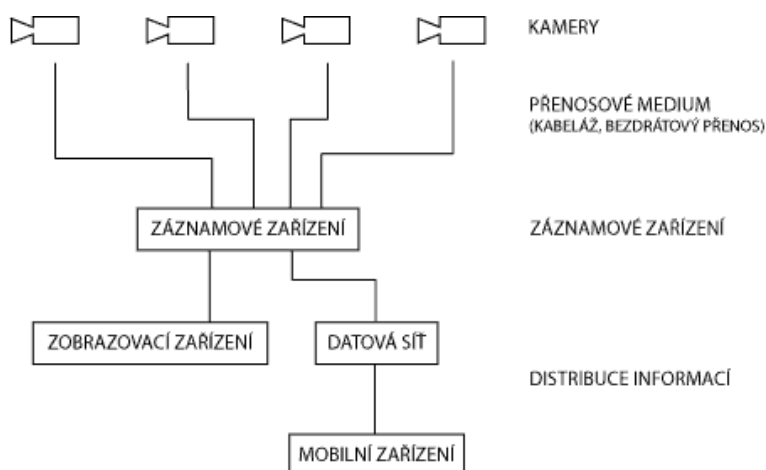 KAMERY
PŘENOSOVÉ MEDIUM
(KABELÁŽ, BEZDRÁTOVÝ PŘENOS)
ZÁZNAMOVÉ ZAŘÍZENÍ
ZÁZNAMOVÉ ZAŘÍZENÍ
ZOBRAZOVACÍ ZAŘÍZENÍ
DATOVÁ SÍŤ
DISTRIBUCE INFORMACÍ
MOBILNÍ ZAŘÍZENÍ